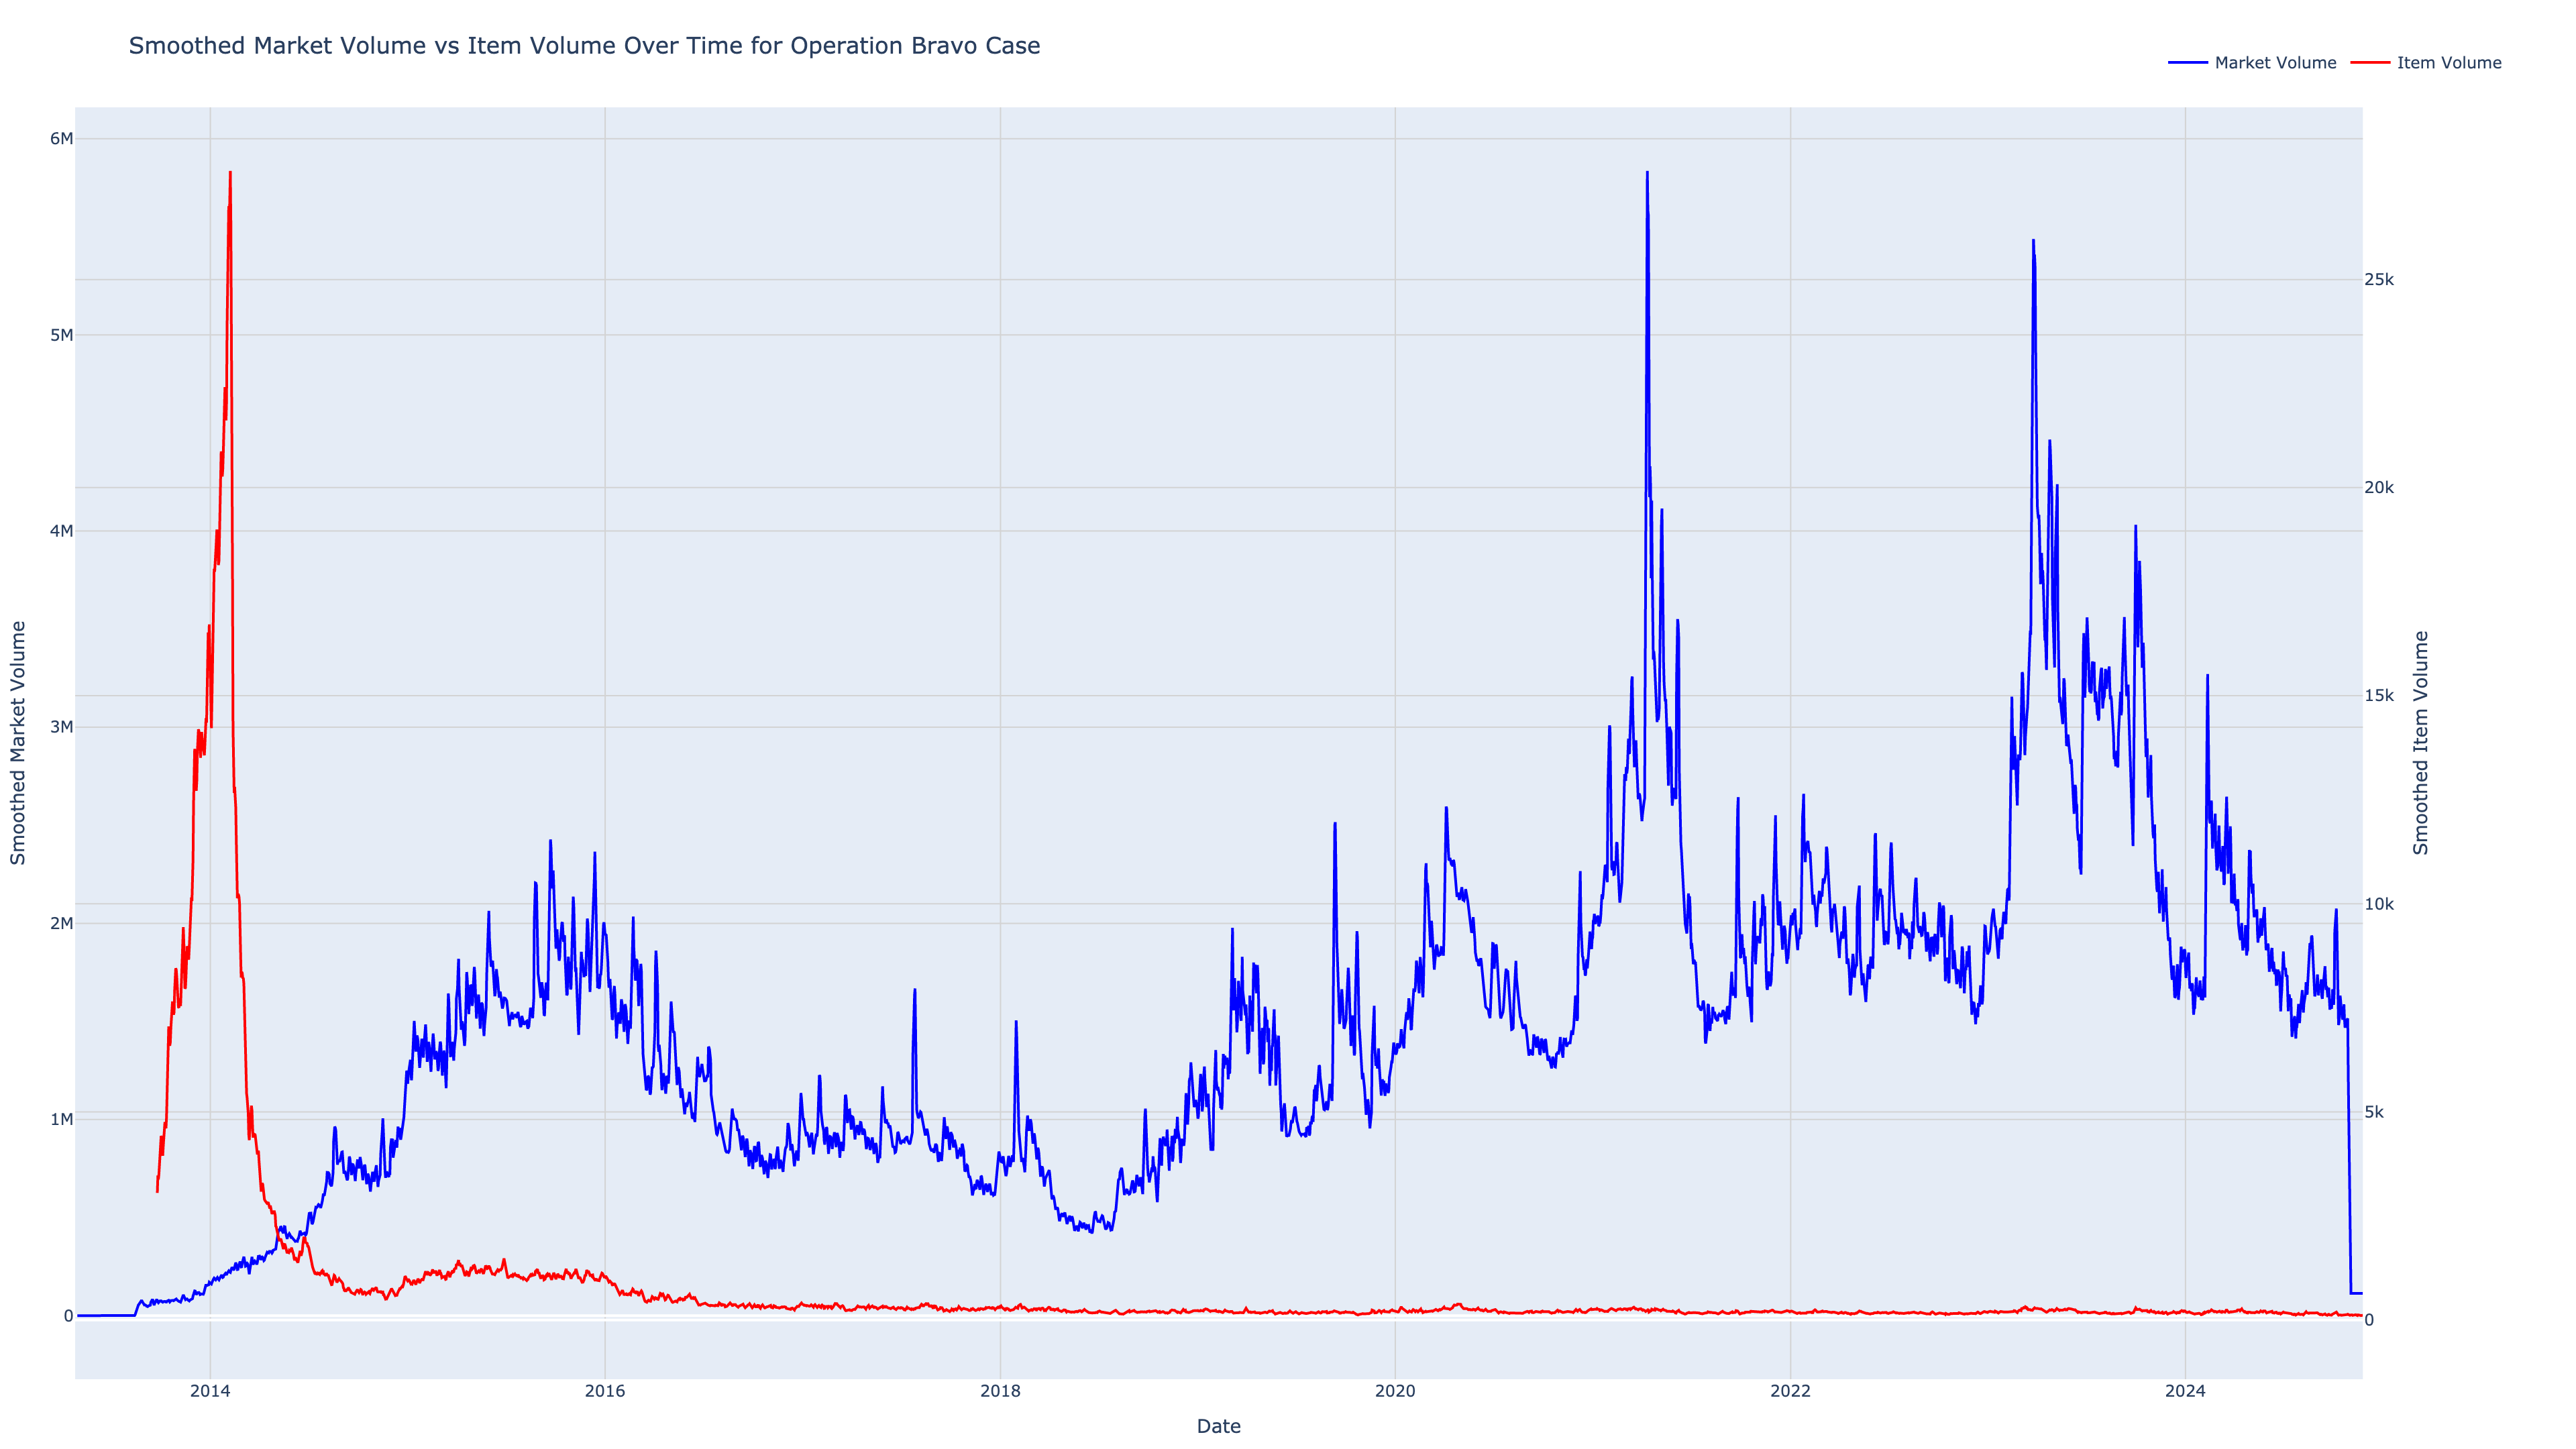 Smoothed Market Volume vs Item Volume Over Time for Operation Bravo Case
Market Volume
Item Volume
6M
5M
4M
3M
2M
1M
0
25k
20k
15k
10k
5k
0
Smoothed Market Volume
Smoothed Item Volume
2014
2016
2018
2020
2022
2024
Date